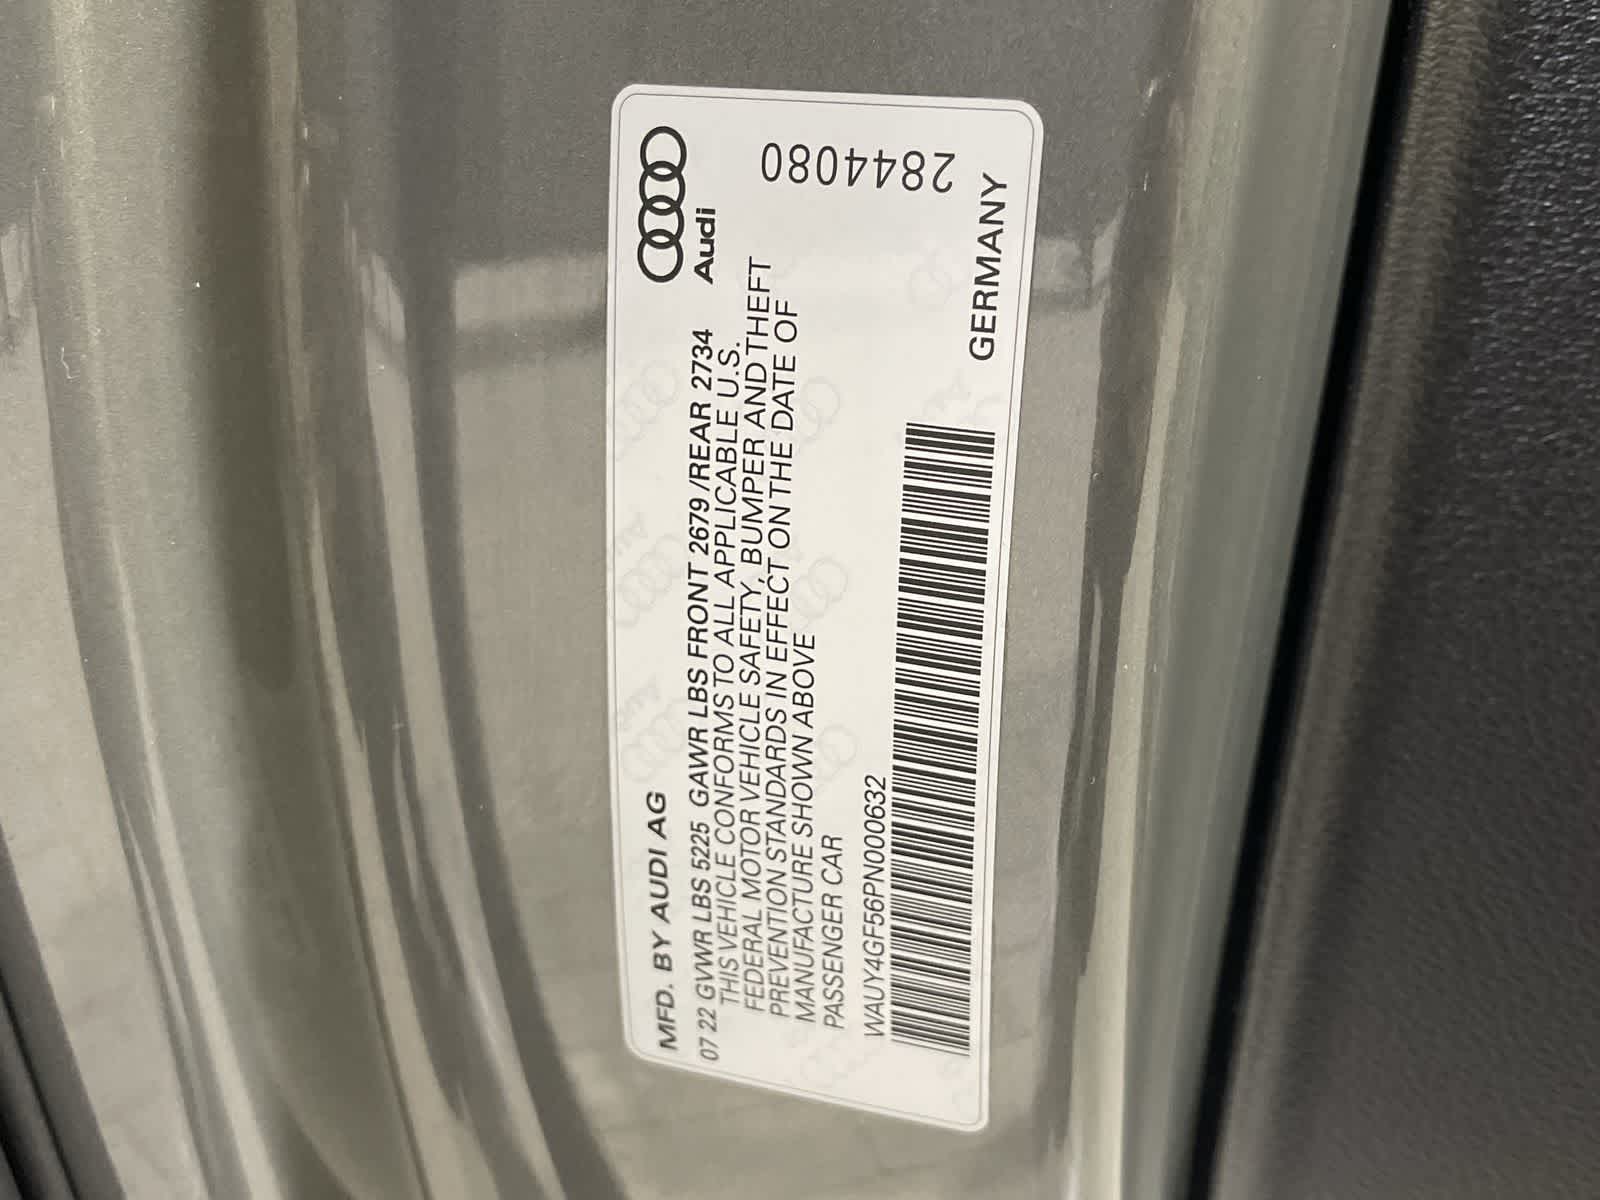 MFD. BY AUDI AG
Audi
07 22 GVWR LBS 5225 GAWR LBS FRONT 2679 /REAR 2734
THIS VEHICLE CONFORMS TO ALL APPLICABLE U.S.
FEDERAL MOTOR VEHICLE SAFETY, BUMPER AND THEFT
PREVENTION STANDARDS IN EFFECT ON THE DATE OF
MANUFACTURE SHOWN ABOVE
PASSENGER CAR
WAUY4GF56PN000632
GERMANY
2844080